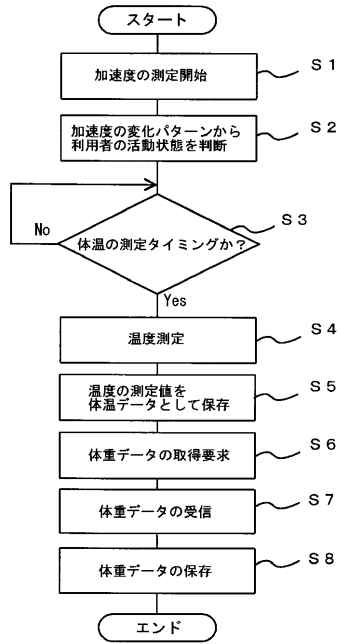 スタート
加速度の測定開始
S1
加速度の変化パターンから
利用者の活動状態を判断
S2
体温の測定タイミングか?
S3
No
Yes
温度測定
S4
温度の測定値を
体温データとして保存
S5
体重データの取得要求
S6
体重データの受信
S7
体重データの保存
S8
エンド